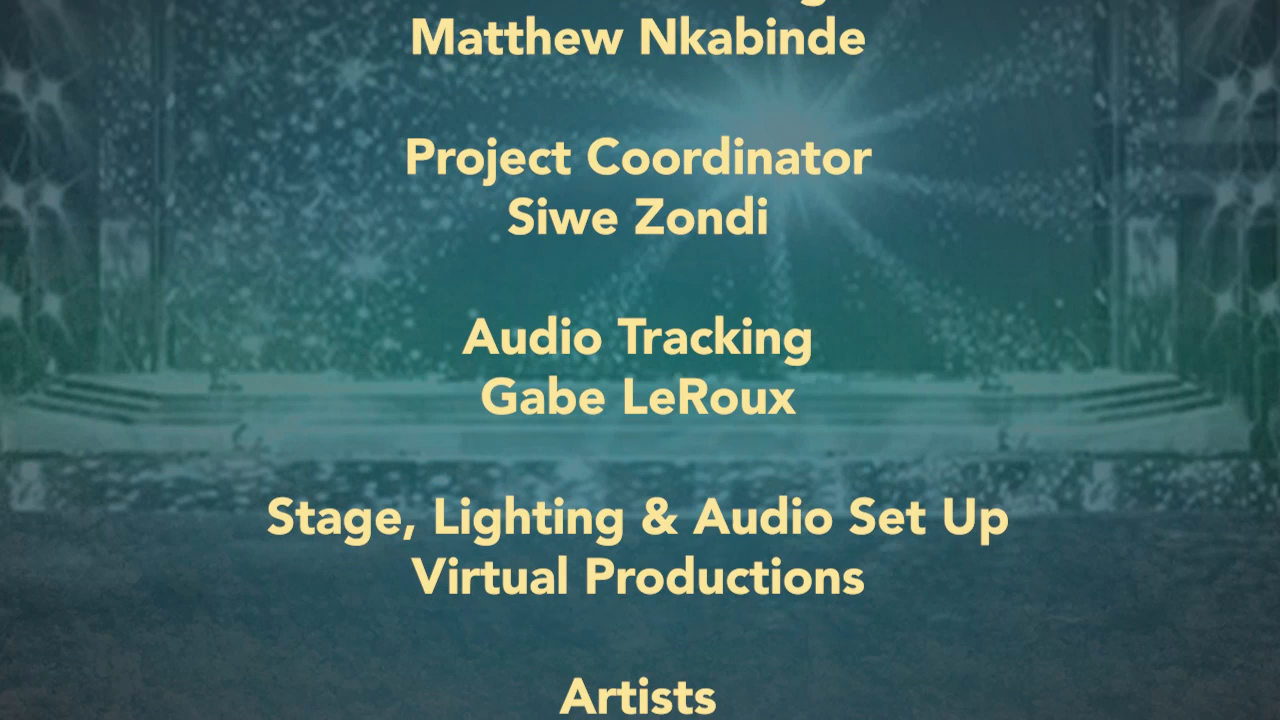 Matthew Nkabinde
Project Coordinator
Siwe Zondi
Audio Tracking
Gabe LeRoux
Stage, Lighting & Audio Set Up
Virtual Productions
Artists